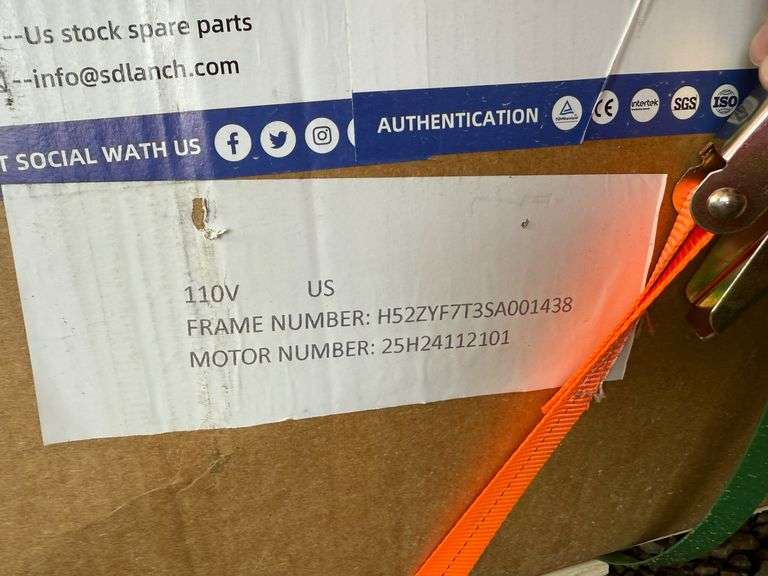 --Us stock spare parts
--info@sdlanch.com
T SOCIAL WATH US
AUTHENTICATION
CE
intertek
SGS
ISO
110V US
FRAME NUMBER: H52ZYF7T3SA001438
MOTOR NUMBER: 25H24112101